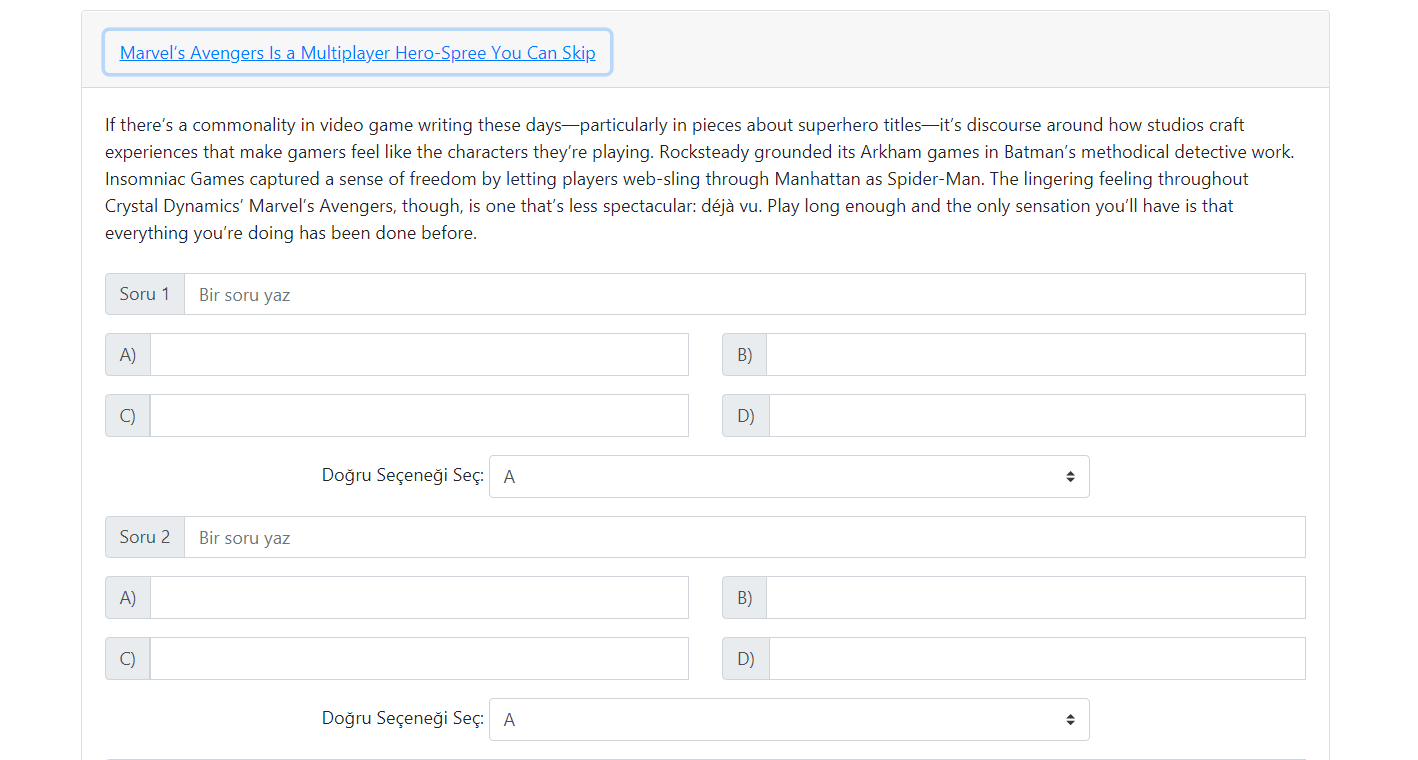 Marvel’s Avengers Is a Multiplayer Hero-Spree You Can Skip
If there’s a commonality in video game writing these days—particularly in pieces about superhero titles—it’s discourse around how studios craft
experiences that make gamers feel like the characters they’re playing. Rocksteady grounded its Arkham games in Batman’s methodical detective work.
Insomniac Games captured a sense of freedom by letting players web-sling through Manhattan as Spider-Man. The lingering feeling throughout
Crystal Dynamics’ Marvel’s Avengers, though, is one that’s less spectacular: déjà vu. Play long enough and the only sensation you’ll have is that
everything you’re doing has been done before.
Soru 1 Bir soru yaz
A) B)
C) D)
Doğru Seçeneği Seç: A
Soru 2 Bir soru yaz
A) B)
C) D)
Doğru Seçeneği Seç: A